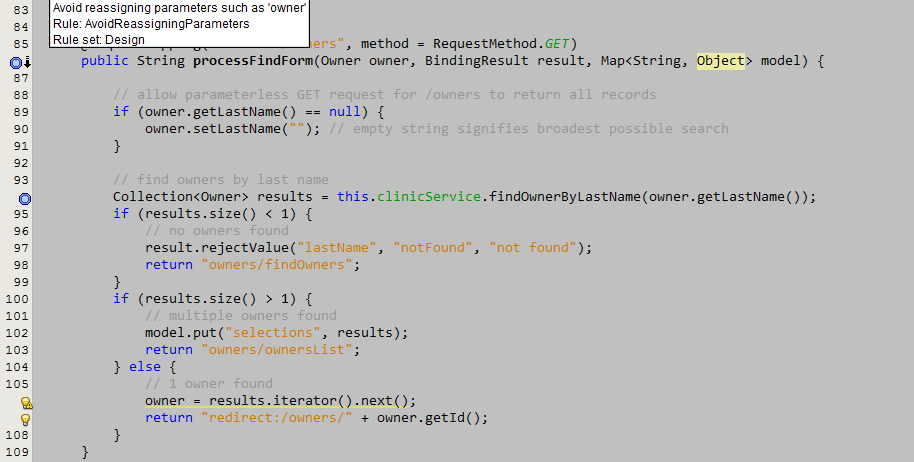 83
Avoid reassigning parameters such as 'owner'
84
Rule: AvoidReassigningParameters
Rule set: Design
85 ners", method = RequestMethod.GET)
public String processFindForm(Owner owner, BindingResult result, Map<String, Object> model) {
87
88 // allow parameterless GET request for /owners to return all records
89 if (owner.getLastName() == null) {
90 owner.setLastName(""); // empty string signifies broadest possible search
91 }
92
93 // find owners by last name
Collection<Owner> results = this.clinicService.findOwnerByLastName(owner.getLastName());
95 if (results.size() < 1) {
96 // no owners found
97 result.rejectValue("lastName", "notFound", "not found");
98 return "owners/findOwners";
99 }
100 if (results.size() > 1) {
101 // multiple owners found
102 model.put("selections", results);
103 return "owners/ownersList";
104 } else {
105 // 1 owner found
owner = results.iterator().next();
return "redirect:/owners/" + owner.getId();
108 }
109 }